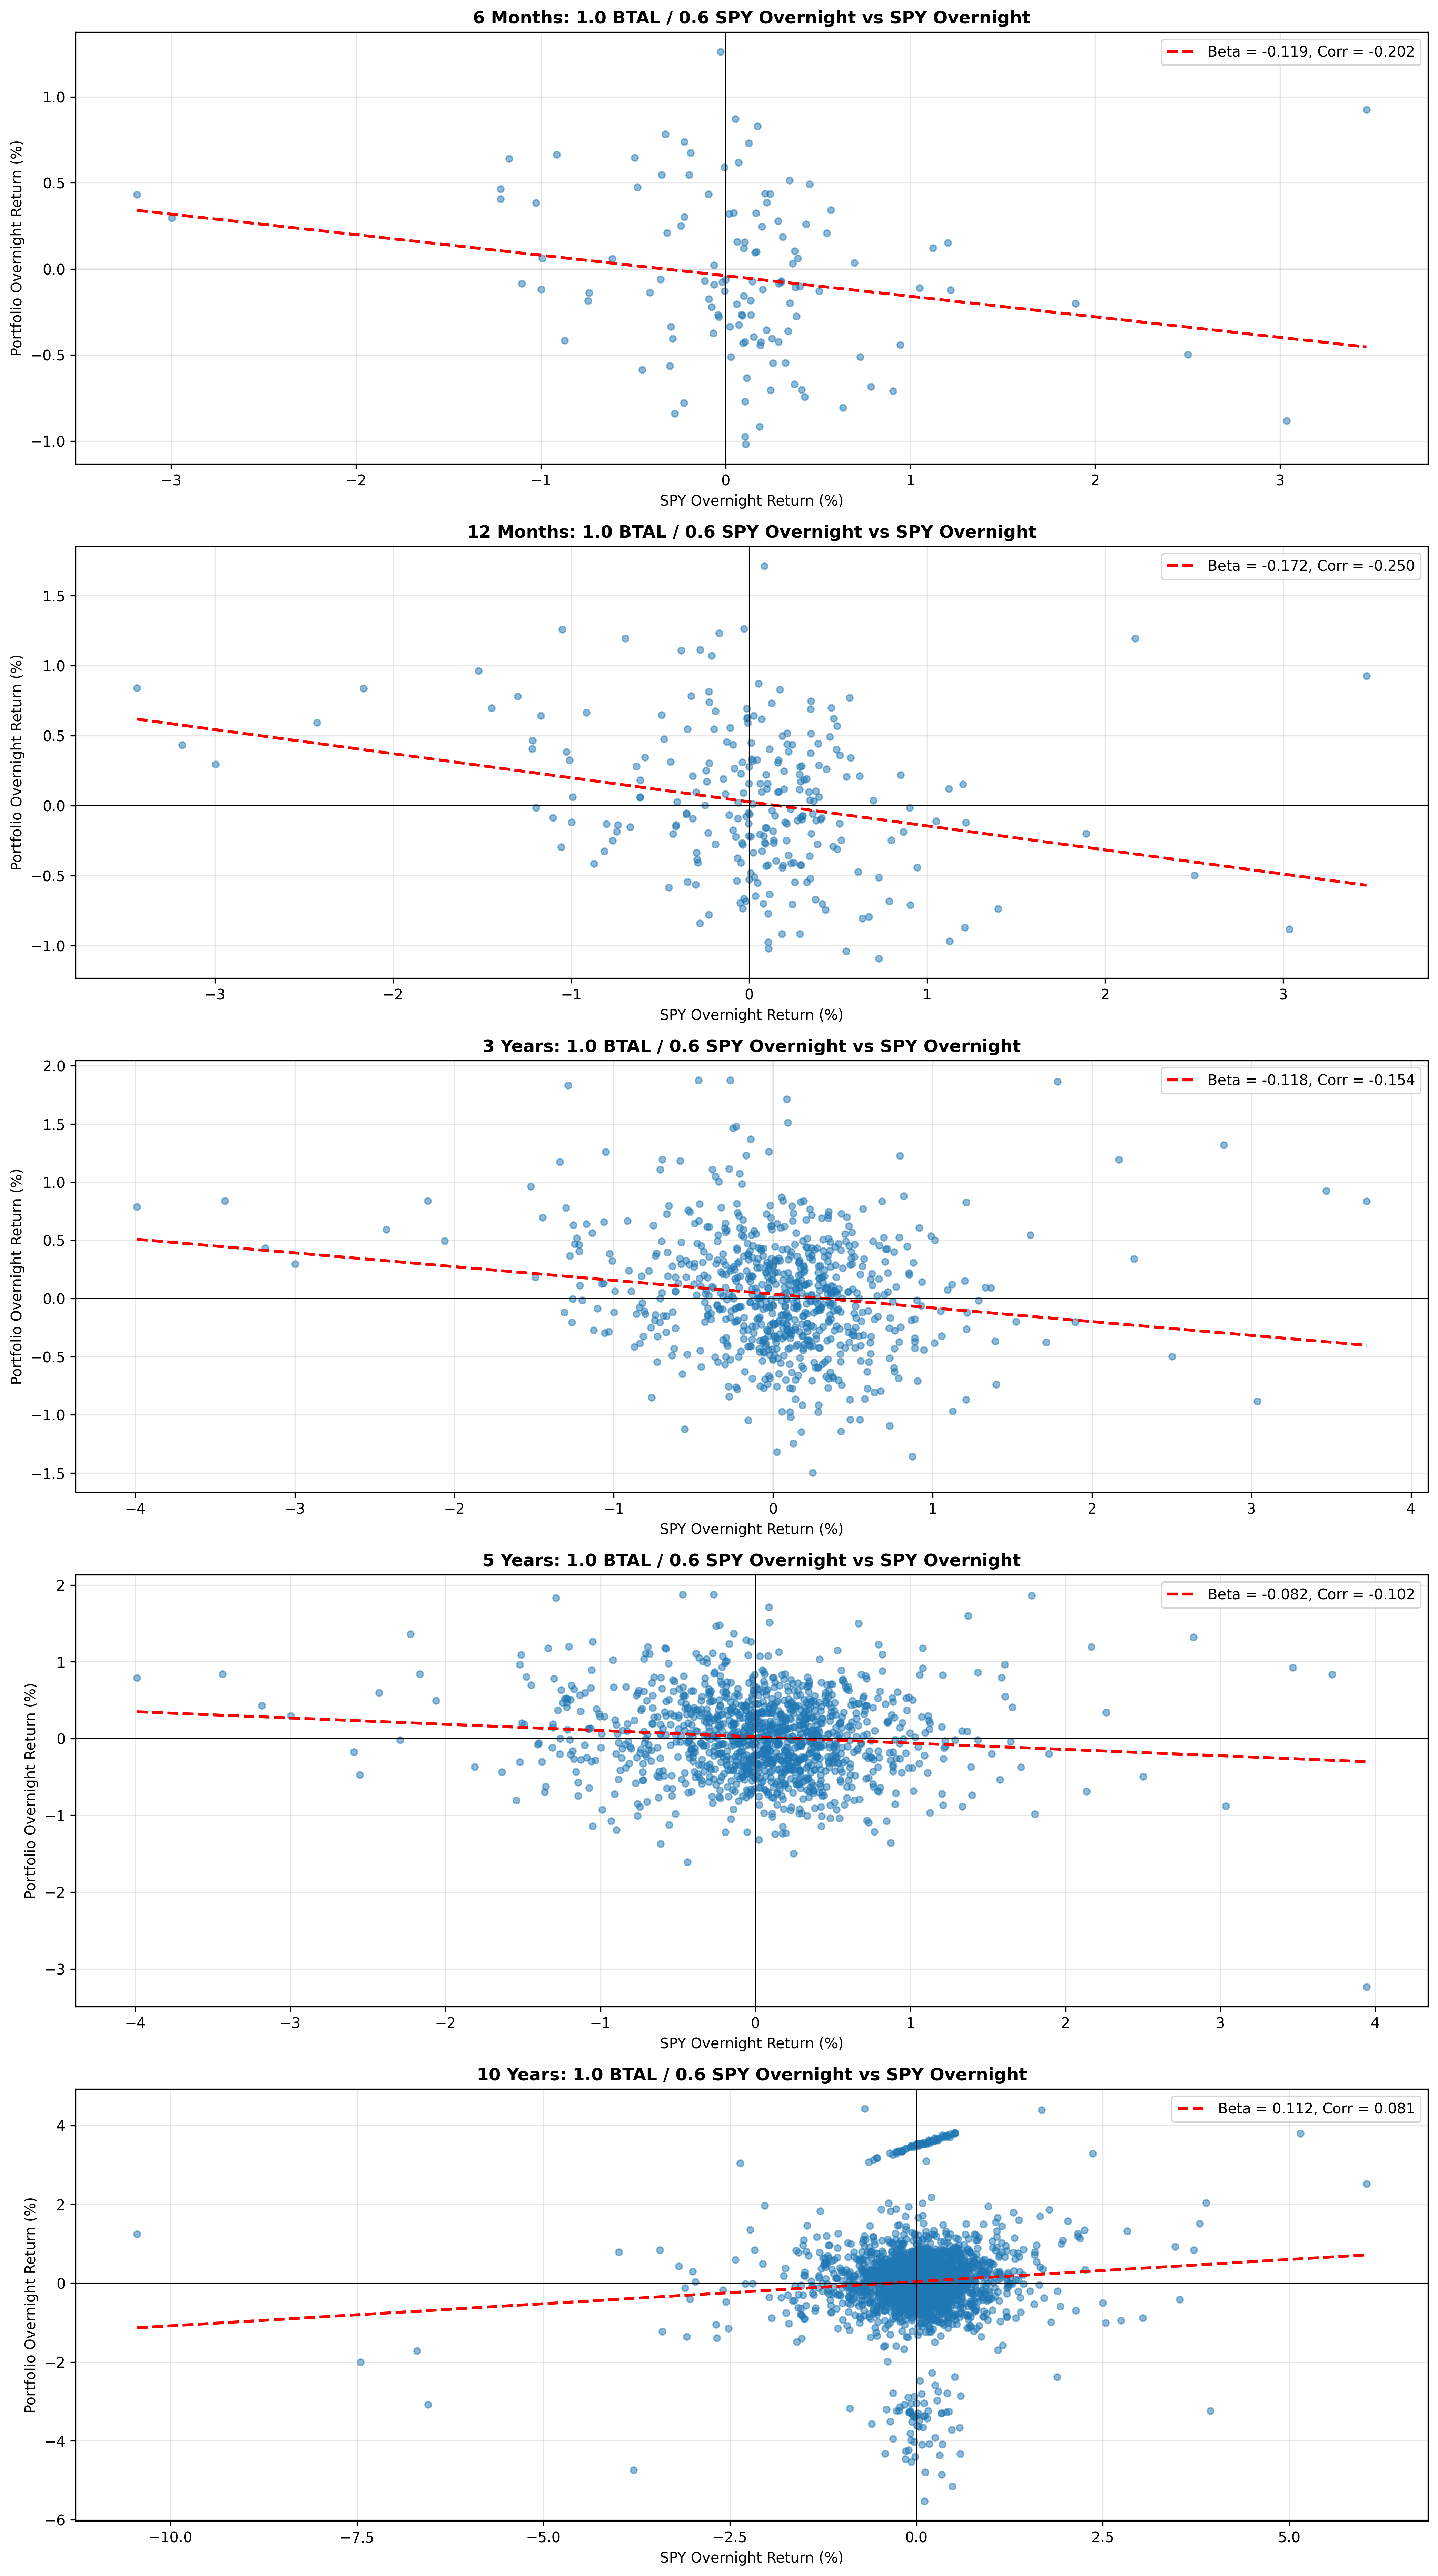 6 Months: 1.0 BTAL / 0.6 SPY Overnight vs SPY Overnight
Beta = -0.119, Corr = -0.202
Portfolio Overnight Return (%)
1.0
0.5
0.0
−0.5
−1.0
−3 −2 −1 0 1 2 3
SPY Overnight Return (%)
12 Months: 1.0 BTAL / 0.6 SPY Overnight vs SPY Overnight
Beta = -0.172, Corr = -0.250
Portfolio Overnight Return (%)
1.5
1.0
0.5
0.0
−0.5
−1.0
−3 −2 −1 0 1 2 3
SPY Overnight Return (%)
3 Years: 1.0 BTAL / 0.6 SPY Overnight vs SPY Overnight
Beta = -0.118, Corr = -0.154
Portfolio Overnight Return (%)
2.0
1.5
1.0
0.5
0.0
−0.5
−1.0
−1.5
−4 −3 −2 −1 0 1 2 3 4
SPY Overnight Return (%)
5 Years: 1.0 BTAL / 0.6 SPY Overnight vs SPY Overnight
Beta = -0.082, Corr = -0.102
Portfolio Overnight Return (%)
2
1
0
−1
−2
−3
−4 −3 −2 −1 0 1 2 3 4
SPY Overnight Return (%)
10 Years: 1.0 BTAL / 0.6 SPY Overnight vs SPY Overnight
Beta = 0.112, Corr = 0.081
Portfolio Overnight Return (%)
4
2
0
−2
−4
−6
−10.0 −7.5 −5.0 −2.5 0.0 2.5 5.0
SPY Overnight Return (%)